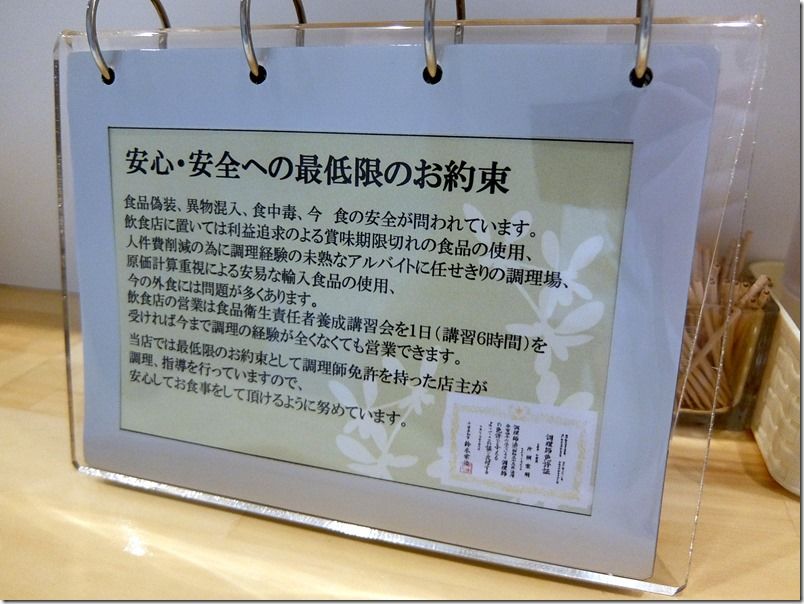 安心・安全への最低限のお約束
食品偽装、異物混入、食中毒、今 食の安全が問われています。
飲食店に置いては利益追求のよる賞味期限切れの食品の使用、
人件費削減の為に調理経験の未熟なアルバイトに任せきりの調理場、
原価計算重視による安易な輸入食品の使用、
今の外食には問題が多くあります。
飲食店の営業は食品衛生責任者養成講習会を1日(講習6時間)を
受ければ今まで調理の経験が全くなくても営業できます。
当店では最低限のお約束として調理師免許を持った店主が
調理、指導を行っていますので、
安心してお食事をして頂けるように努めています。
調理師免許証